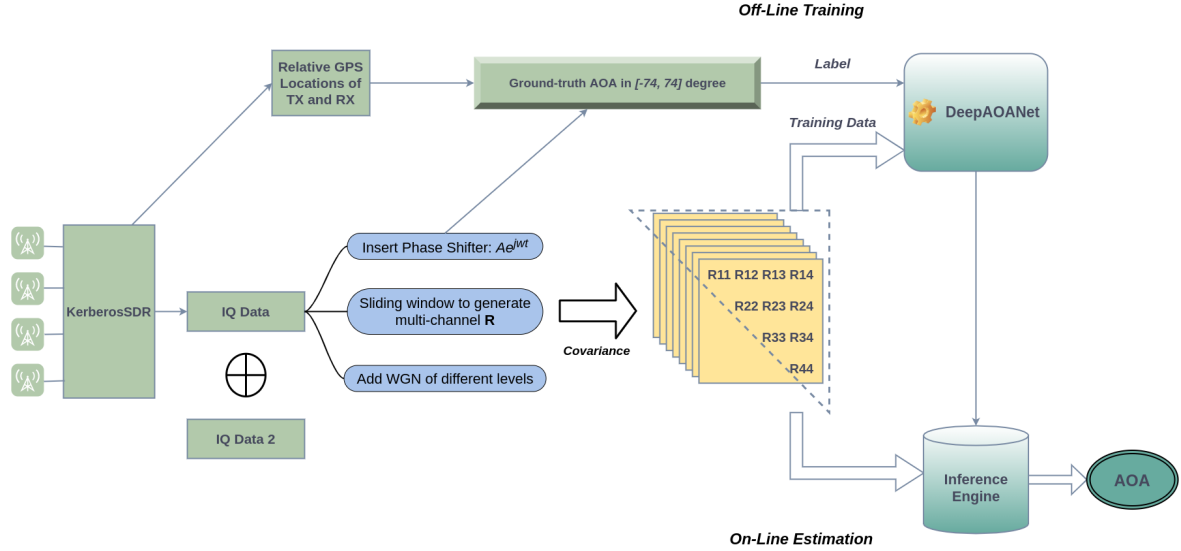 Off-Line Training
Relative GPS
Locations of
TX and RX
Ground-truth AOA in [-74, 74] degree
Label
DeepAOANet
Training Data
KerberosSDR
IQ Data
IQ Data 2
Insert Phase Shifter: Ae^jwt
Sliding window to generate
multi-channel R
Add WGN of different levels
Covariance
R11 R12 R13 R14
R22 R23 R24
R33 R34
R44
Inference
Engine
AOA
On-Line Estimation